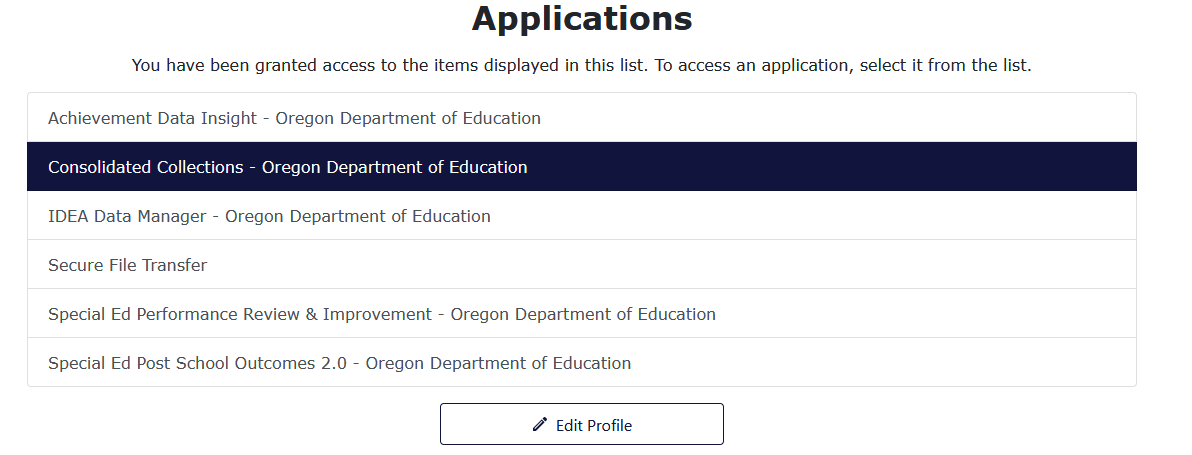 Applications
You have been granted access to the items displayed in this list. To access an application, select it from the list.
Achievement Data Insight - Oregon Department of Education
Consolidated Collections - Oregon Department of Education
IDEA Data Manager - Oregon Department of Education
Secure File Transfer
Special Ed Performance Review & Improvement - Oregon Department of Education
Special Ed Post School Outcomes 2.0 - Oregon Department of Education
Edit Profile